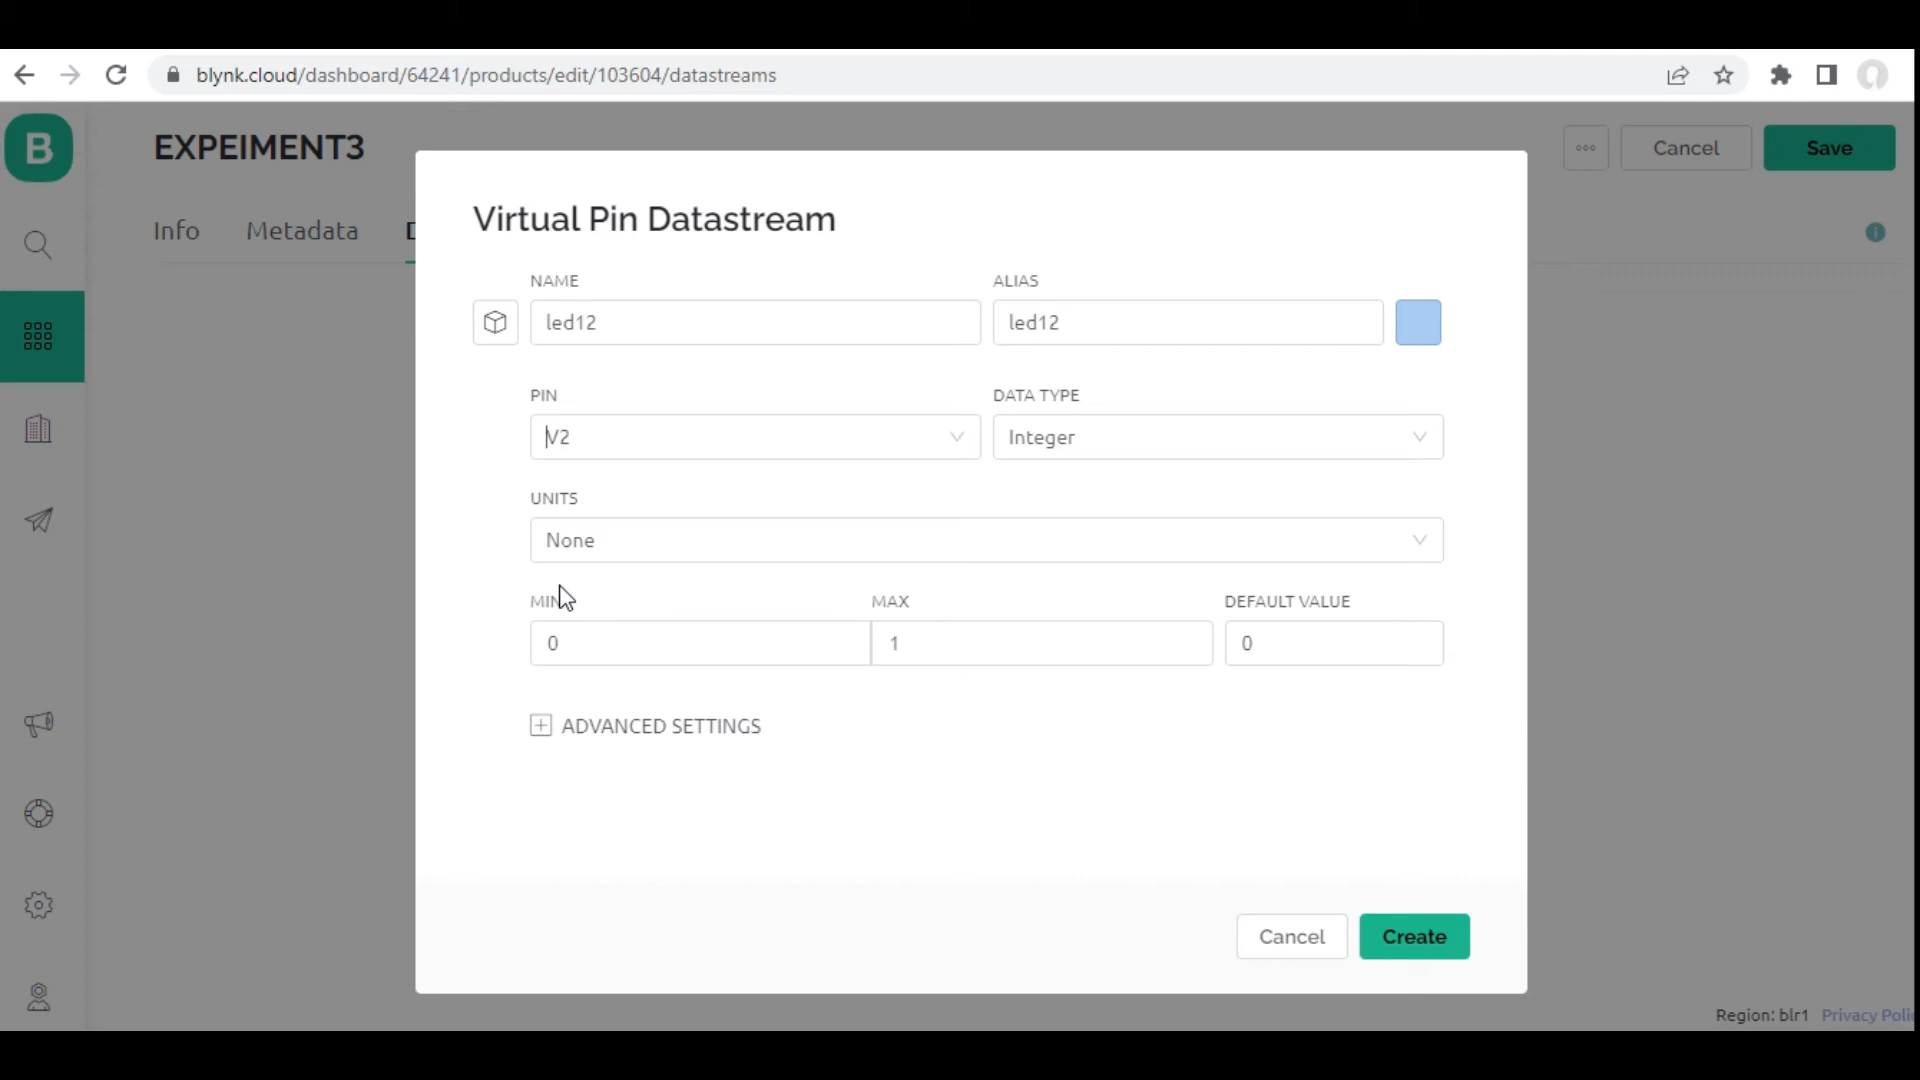 blynk.cloud/dashboard/64241/products/edit/103604/datastreams
B
EXPEIMENT3
Cancel
Save
Info
Metadata
D
Virtual Pin Datastream
NAME
ALIAS
led12
led12
PIN
DATA TYPE
V2
Integer
UNITS
None
MIN
MAX
DEFAULT VALUE
0
1
0
ADVANCED SETTINGS
Cancel
Create
Region: blr1
Privacy Poli